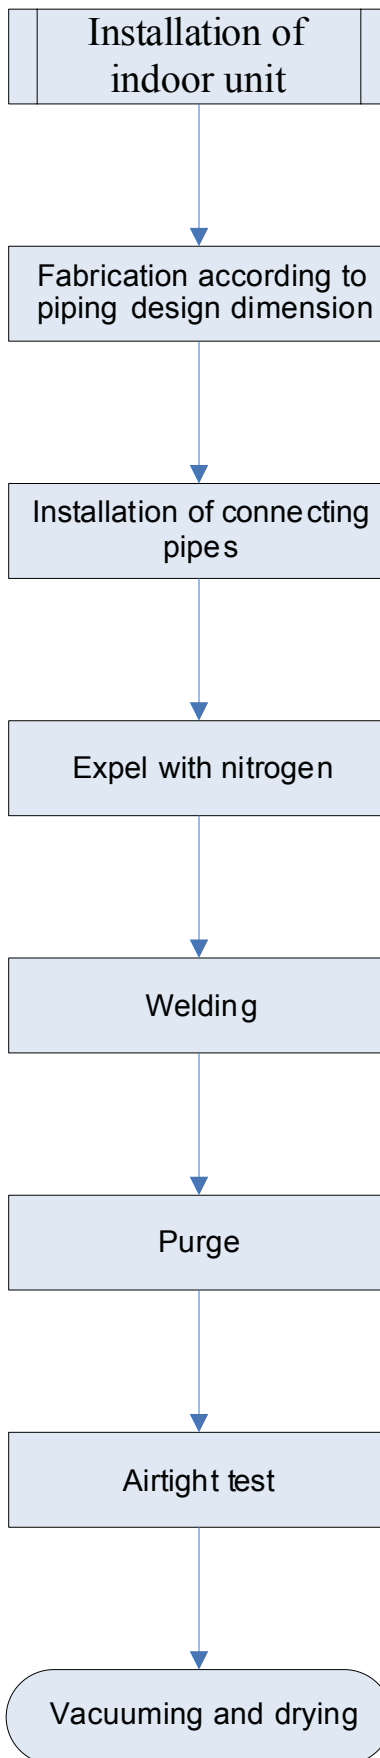 Installation of
indoor unit
Fabrication according to
piping design dimension
Installation of connecting
pipes
Expel with nitrogen
Welding
Purge
Airtight test
Vacuuming and drying